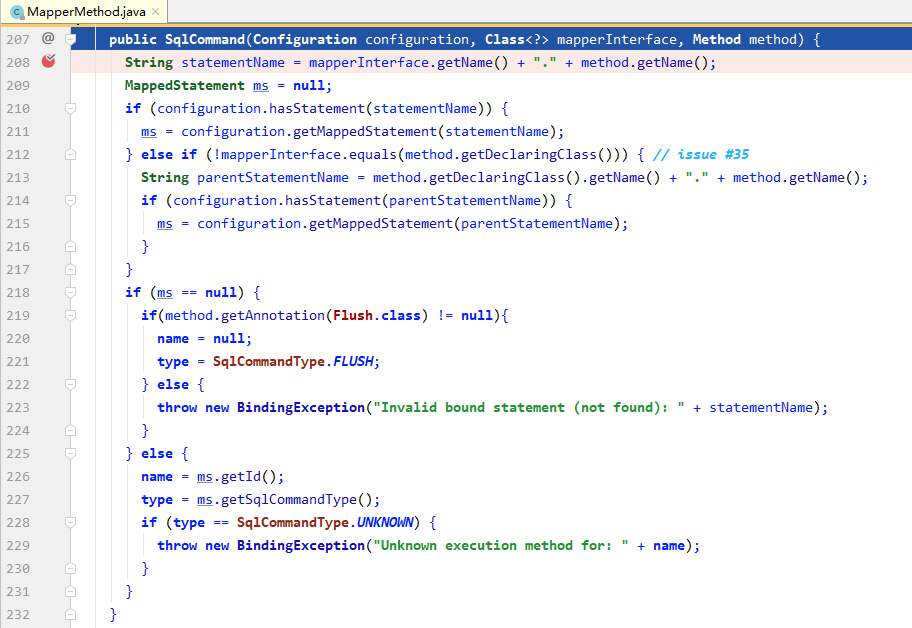 MapperMethod.java
207 @ public SqlCommand(Configuration configuration, Class<?> mapperInterface, Method method) {
208 String statementName = mapperInterface.getName() + "." + method.getName();
209 MappedStatement ms = null;
210 if (configuration.hasStatement(statementName)) {
211 ms = configuration.getMappedStatement(statementName);
212 } else if (!mapperInterface.equals(method.getDeclaringClass())) { // issue #35
213 String parentStatementName = method.getDeclaringClass().getName() + "." + method.getName();
214 if (configuration.hasStatement(parentStatementName)) {
215 ms = configuration.getMappedStatement(parentStatementName);
216 }
217 }
218 if (ms == null) {
219 if(method.getAnnotation(Flush.class) != null){
220 name = null;
221 type = SqlCommandType.FLUSH;
222 } else {
223 throw new BindingException("Invalid bound statement (not found): " + statementName);
224 }
225 } else {
226 name = ms.getId();
227 type = ms.getSqlCommandType();
228 if (type == SqlCommandType.UNKNOWN) {
229 throw new BindingException("Unknown execution method for: " + name);
230 }
231 }
232 }